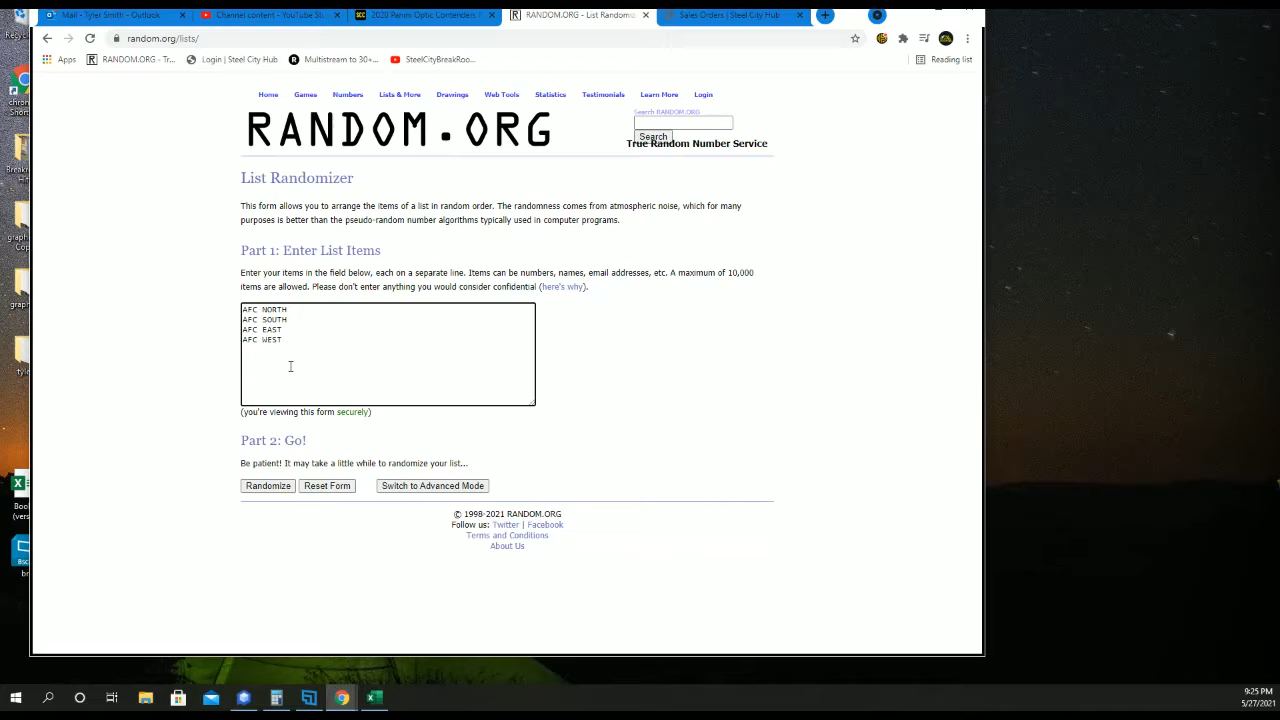 Mail - Tyler Smith - Outlook
Channel content - YouTube St
2020 Panini Optic Contenders F
RANDOM.ORG - List Randomiz
Sales Orders | Steel City Hub
random.org/lists/
Apps
RANDOM.ORG - Tr...
Login | Steel City Hub
Multistream to 30+...
SteelCityBreakRoo...
Reading list
Home
Games
Numbers
Lists & More
Drawings
Web Tools
Statistics
Testimonials
Learn More
Login
RANDOM.ORG
Search RANDOM.ORG
Search
True Random Number Service
List Randomizer
This form allows you to arrange the items of a list in random order. The randomness comes from atmospheric noise, which for many
purposes is better than the pseudo-random number algorithms typically used in computer programs.
Part 1: Enter List Items
Enter your items in the field below, each on a separate line. Items can be numbers, names, email addresses, etc. A maximum of 10,000
items are allowed. Please don't enter anything you would consider confidential (here's why).
AFC NORTH
AFC SOUTH
AFC EAST
AFC WEST
(you're viewing this form securely)
Part 2: Go!
Be patient! It may take a little while to randomize your list...
Randomize
Reset Form
Switch to Advanced Mode
© 1998-2021 RANDOM.ORG
Follow us: Twitter | Facebook
Terms and Conditions
About Us
9:25 PM
5/27/2021